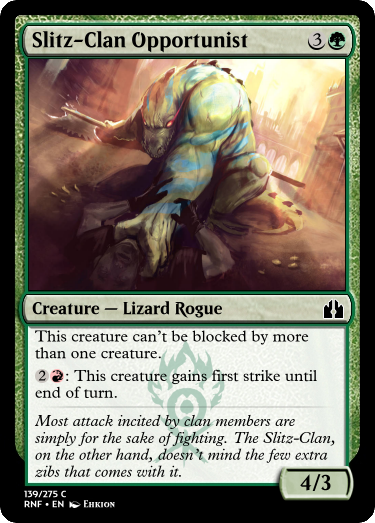 Slitz-Clan Opportunist 3
Creature — Lizard Rogue
This creature can't be blocked by more
than one creature.
2: This creature gains first strike until
end of turn.
Most attack incited by clan members are
simply for the sake of fighting. The Slitz-Clan,
on the other hand, doesn't mind the few extra
zibs that comes with it.
4/3
139/275 C
RNF • EN Ehkion